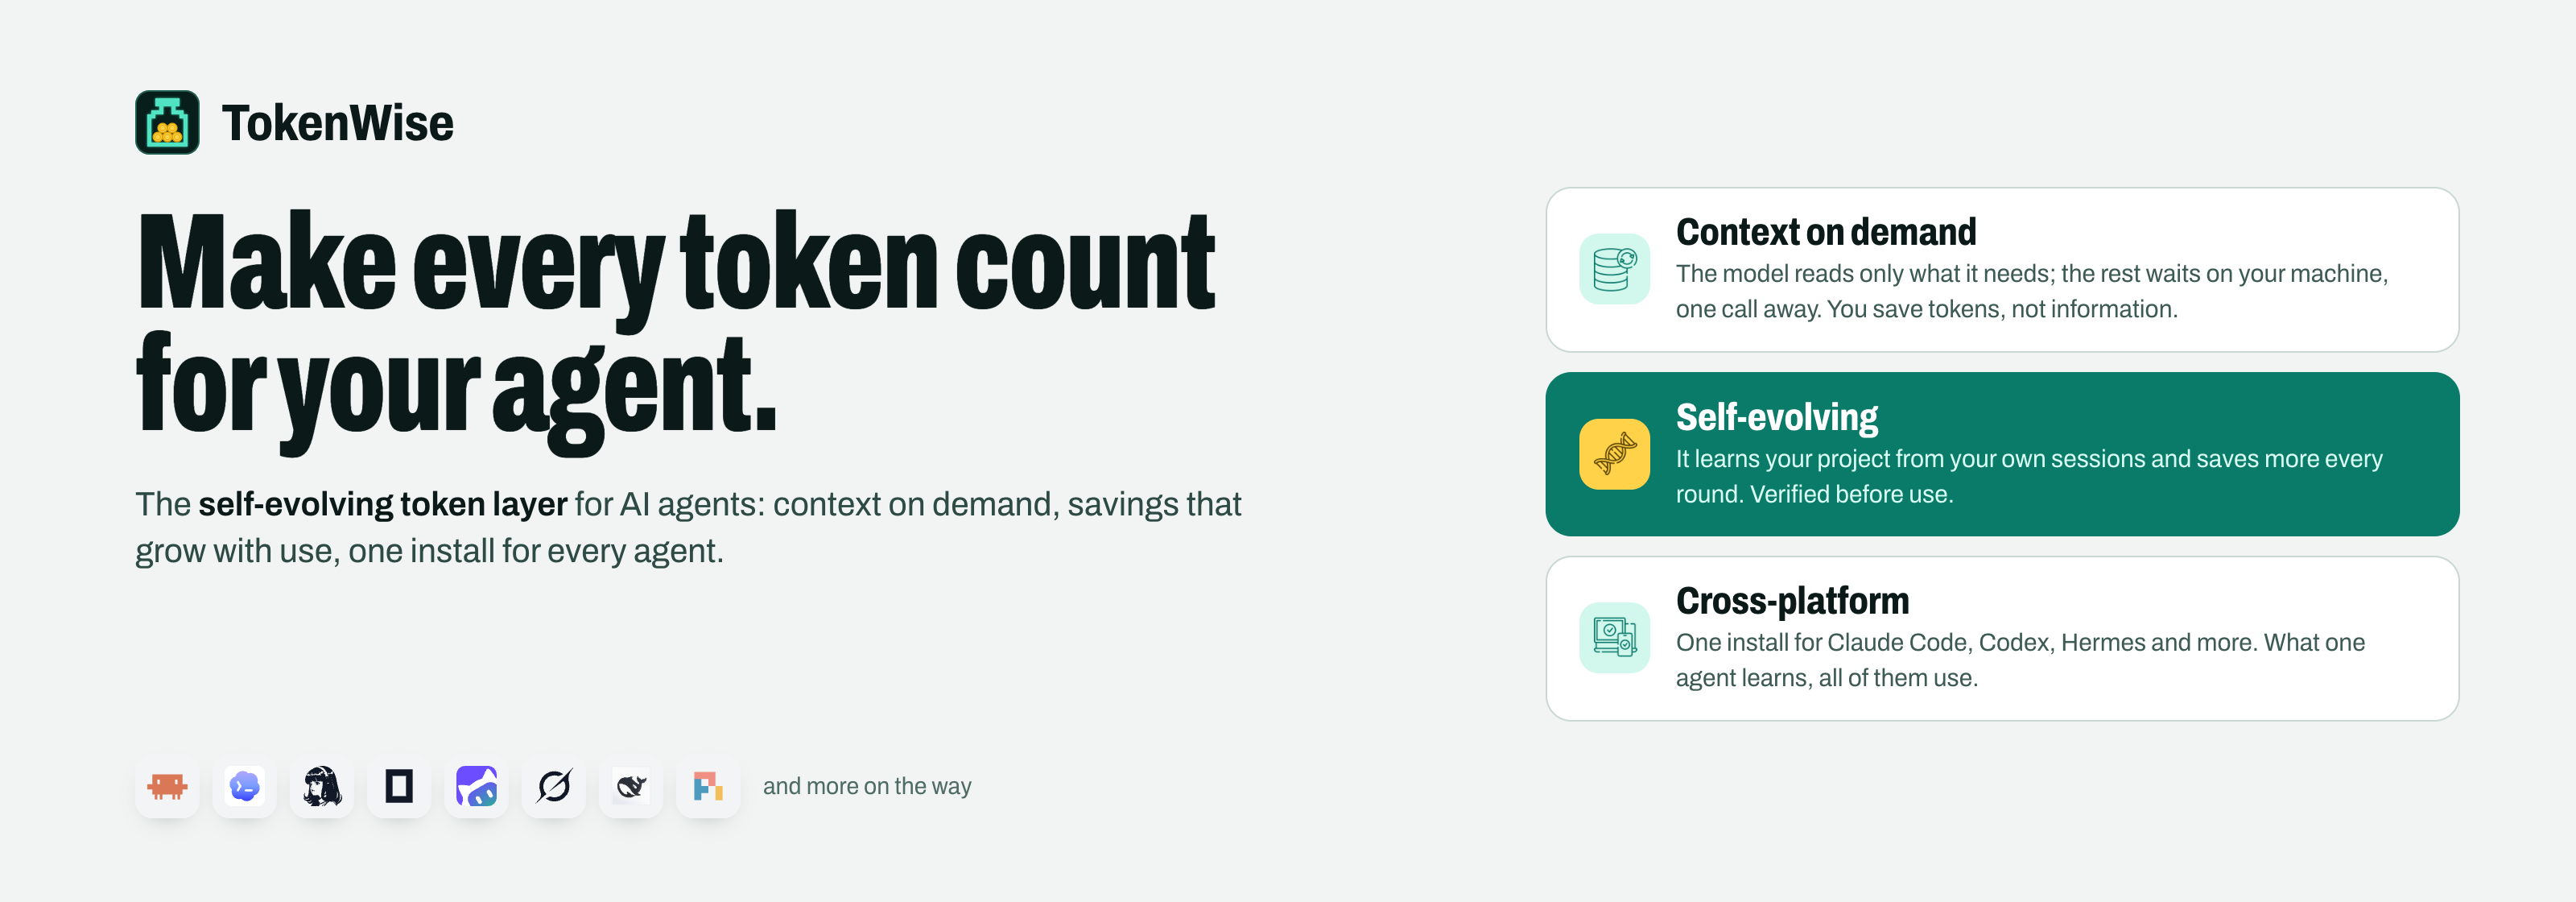 TokenWise
Make every token count
for your agent.
The self-evolving token layer for AI agents: context on demand, savings that
grow with use, one install for every agent.
and more on the way
Context on demand
The model reads only what it needs; the rest waits on your machine,
one call away. You save tokens, not information.
Self-evolving
It learns your project from your own sessions and saves more every
round. Verified before use.
Cross-platform
One install for Claude Code, Codex, Hermes and more. What one
agent learns, all of them use.